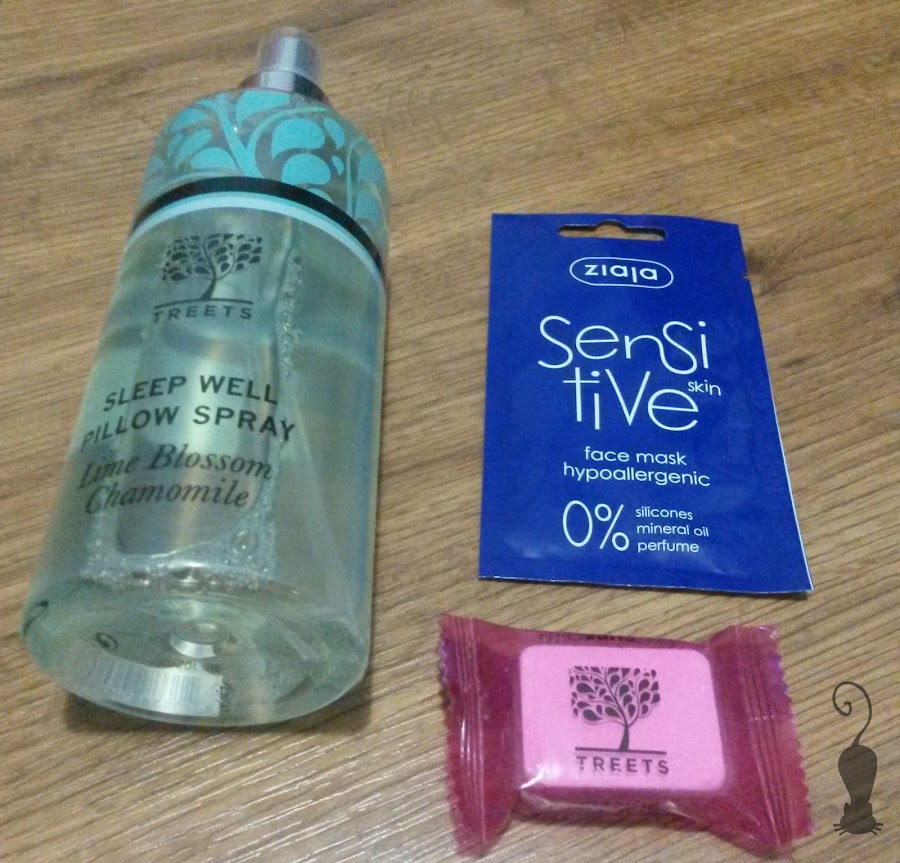 TREETS
SLEEP WELL
PILLOW SPRAY
Lime Blossom
Chamomile
ziaja
sensi
tive
skin
face mask
hypoallergenic
0%
silicones
mineral oil
perfume
TREETS